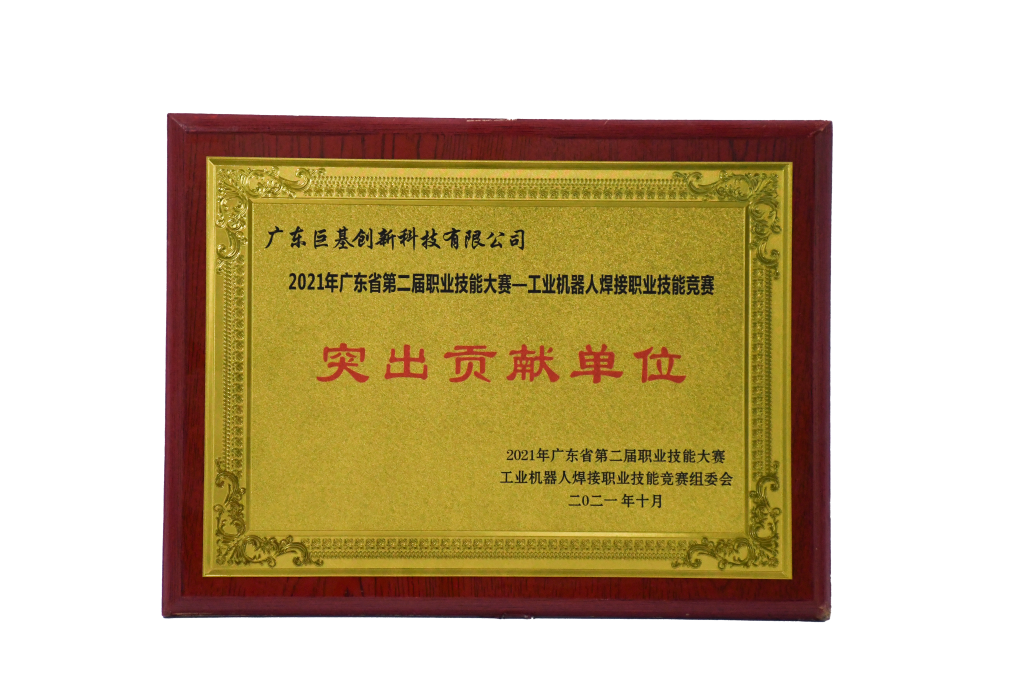 广东巨基创新科技有限公司
2021年广东省第二届职业技能大赛—工业机器人焊接职业技能竞赛
突出贡献单位
2021年广东省第二届职业技能大赛
工业机器人焊接职业技能竞赛组委会
二0二一年十月